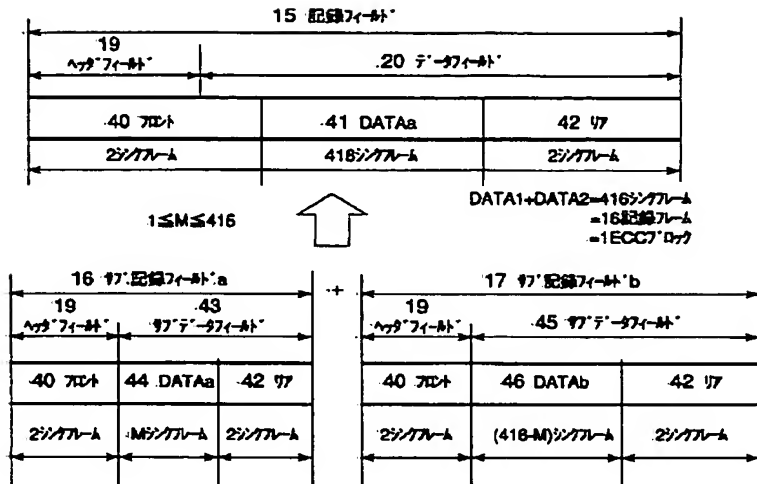 15 記録フィールド
19
ヘッダフィールド
20 データフィールド
40 フロント
41 DATAa
42 リア
2シンクフレーム
416シンクフレーム
2シンクフレーム
1≦M≦416
DATA1+DATA2=416シンクフレーム
=16記録フレーム
=1ECCブロック
16 サブ記録フィールドa
+
17 サブ記録フィールドb
19
ヘッダフィールド
43
サブデータフィールド
19
ヘッダフィールド
45 サブデータフィールド
40 フロント
44 DATAa
42 リア
40 フロント
46 DATAb
42 リア
2シンクフレーム
Mシンクフレーム
2シンクフレーム
2シンクフレーム
(416-M)シンクフレーム
2シンクフレーム